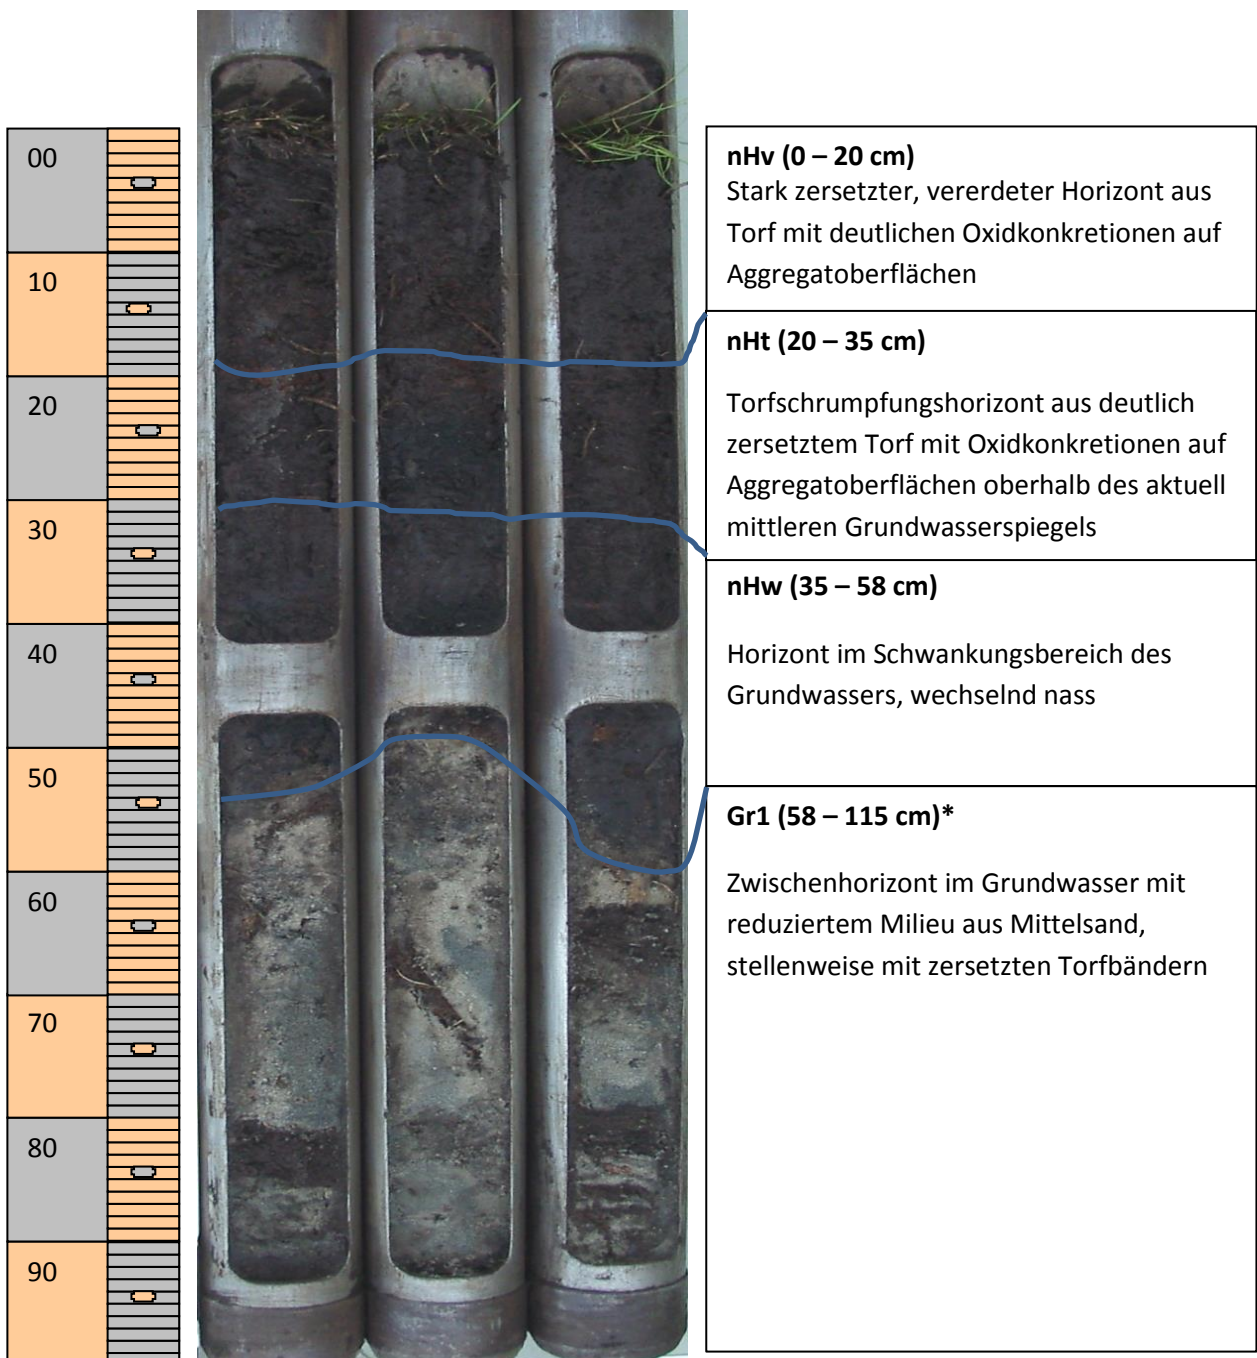 00
10
20
30
40
50
60
70
80
90
nHv (0 – 20 cm)
Stark zersetzter, vererdeter Horizont aus
Torf mit deutlichen Oxidkonkretionen auf
Aggregatoberflächen
nHt (20 – 35 cm)
Torfschrumpfungshorizont aus deutlich
zersetztem Torf mit Oxidkonkretionen auf
Aggregatoberflächen oberhalb des aktuell
mittleren Grundwasserspiegels
nHw (35 – 58 cm)
Horizont im Schwankungsbereich des
Grundwassers, wechselnd nass
Gr1 (58 – 115 cm)*
Zwischenhorizont im Grundwasser mit
reduziertem Milieu aus Mittelsand,
stellenweise mit zersetzten Torfbändern